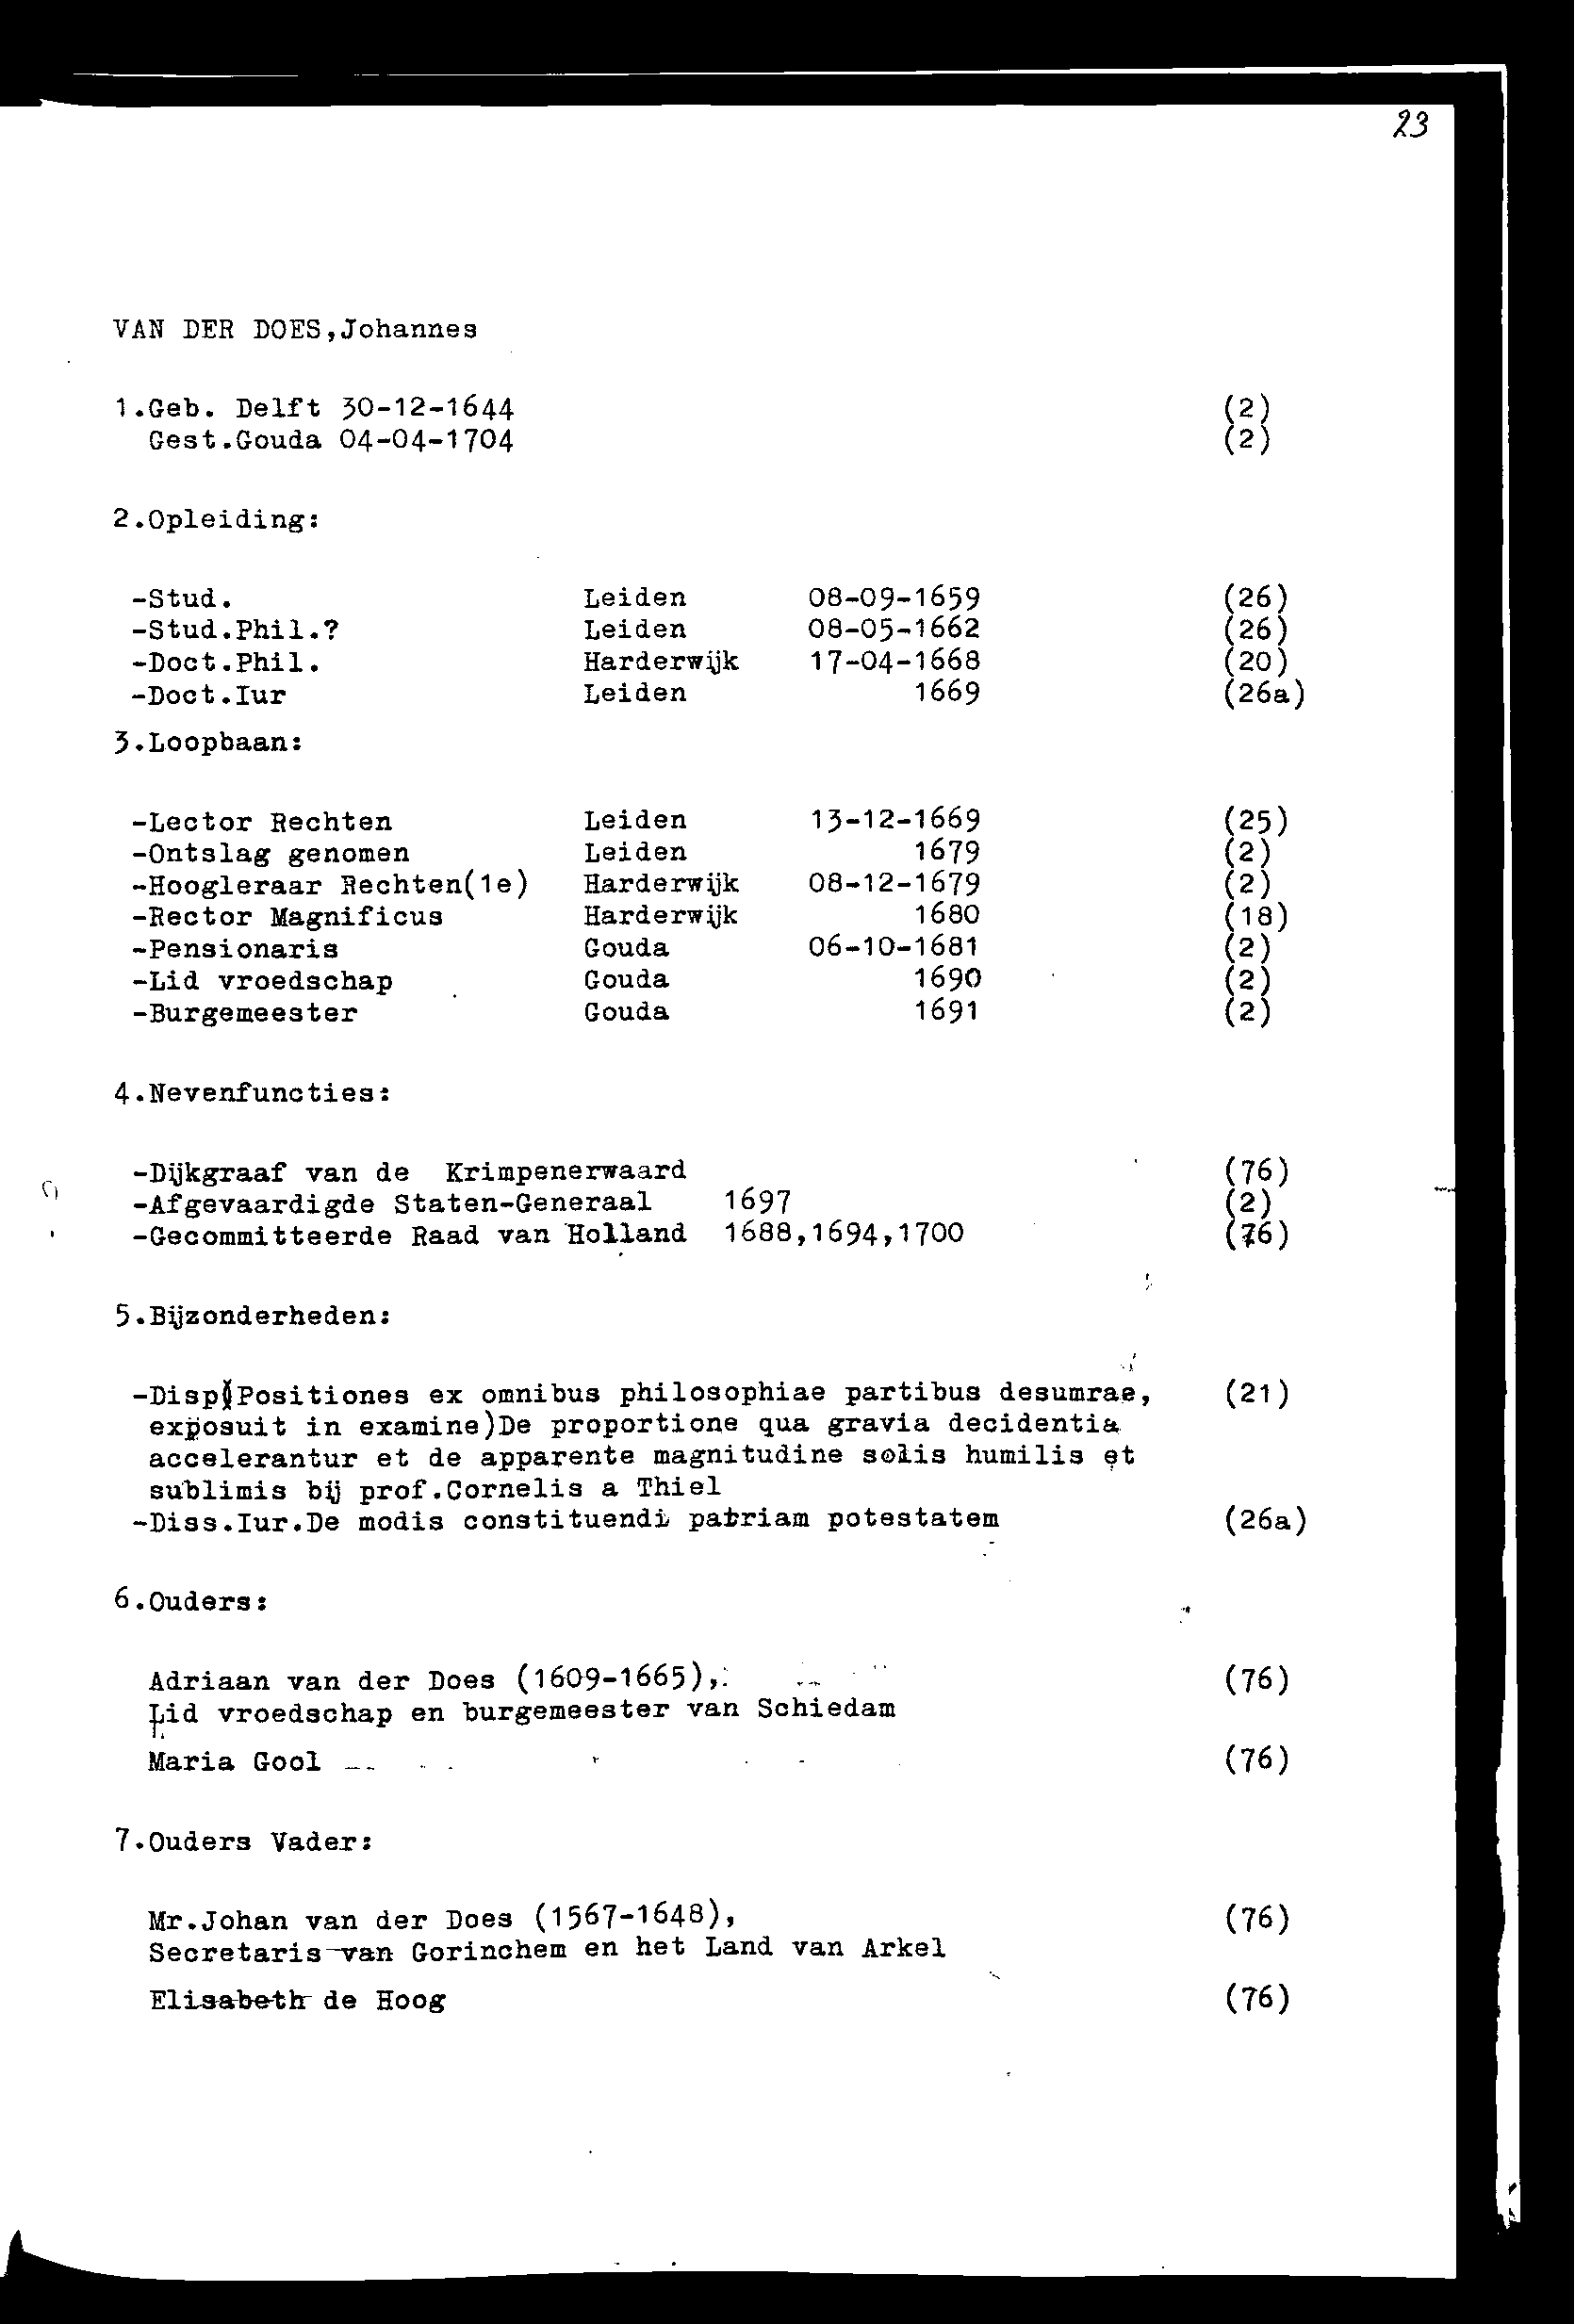 23
VAN DER DOES,Johannes
1.Geb. Delft 30-12-1644 (2)
Gest.Gouda 04-04-1704 (2)
2.Opleiding:
-Stud. Leiden 08-09-1659 (26)
-Stud.Phil.? Leiden 08-05-1662 (26)
-Doct.Phil. Harderwijk 17-04-1668 (20)
-Doct.Iur Leiden 1669 (26a)
3.Loopbaan:
-Lector Rechten Leiden 13-12-1669 (25)
-Ontslag genomen Leiden 1679 (2)
-Hoogleraar Rechten(1e) Harderwijk 08-12-1679 (2)
-Rector Magnificus Harderwijk 1680 (18)
-Pensionaris Gouda 06-10-1681 (2)
-Lid vroedschap Gouda 1690 (2)
-Burgemeester Gouda 1691 (2)
4.Nevenfuncties:
-Dijkgraaf van de Krimpenerwaard (76)
-Afgevaardigde Staten-Generaal 1697 (2)
-Gecommitteerde Raad van Holland 1688,1694,1700 (76)
5.Bijzonderheden:
-Disp(Positiones ex omnibus philosophiae partibus desumrae, (21)
exposuit in examine)De proportione qua gravia decidentia
accelerantur et de apparente magnitudine solis humilis et
sublimis bij prof.Cornelis a Thiel
-Diss.Iur.De modis constituendi patriam potestatem (26a)
6.Ouders:
Adriaan van der Does (1609-1665), (76)
Lid vroedschap en burgemeester van Schiedam
Maria Gool (76)
7.Ouders Vader:
Mr.Johan van der Does (1567-1648), (76)
Secretaris van Gorinchem en het Land van Arkel
Elisabeth de Hoog (76)